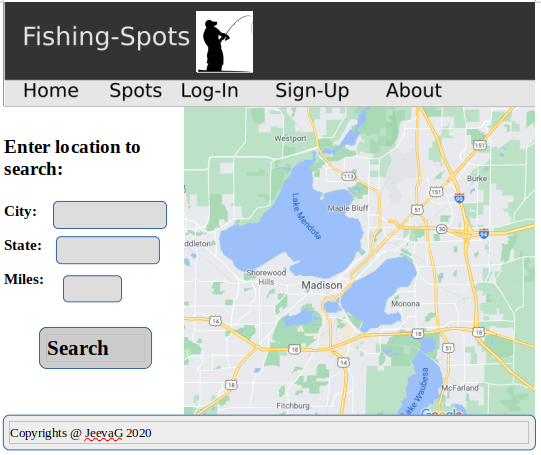 Fishing-Spots
Home Spots Log-In Sign-Up About
Enter location to
search:
City:
State:
Miles:
Search
Westport
151
113
Burke
Lake Mendota
Maple Bluff
151
90
51
30
94
ddleton
Shorewood
Hills
Madison
Monona
14
18
18
18
14
51
18
McFarland
Lake Waubesa
Fitchburg
Google
Copyrights @ JeevaG 2020